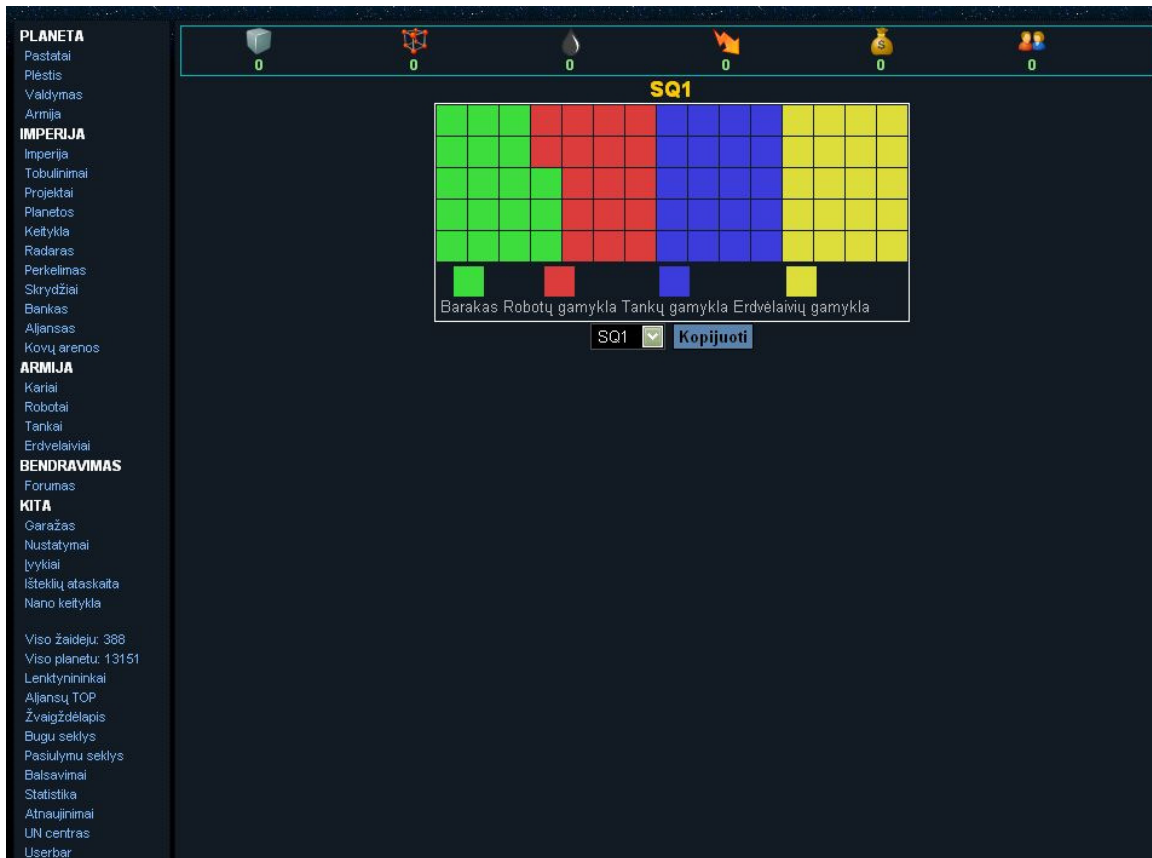 PLANETA
Pastatai
Plėstis
Valdymas
Armija
IMPERIJA
Imperija
Tobulinimai
Projektai
Planetos
Keitykla
Radaras
Perkelimas
Skrydžiai
Bankas
Aljansas
Kovų arenos
ARMIJA
Kariai
Robotai
Tankai
Erdvelaiviai
BENDRAVIMAS
Forumas
KITA
Garažas
Nustatymai
Įvykiai
Išteklių ataskaita
Nano keitykla
Viso žaideju: 388
Viso planetu: 13151
Lenktynininkai
Aljansų TOP
Žvaigždėlapis
Bugu seklys
Pasiulymu seklys
Balsavimai
Statistika
Atnaujinimai
UN centras
Userbar
0 0 0 0 0 0
SQ1
Barakas Robotų gamykla Tankų gamykla Erdvėlaivių gamykla
SQ1 Kopijuoti